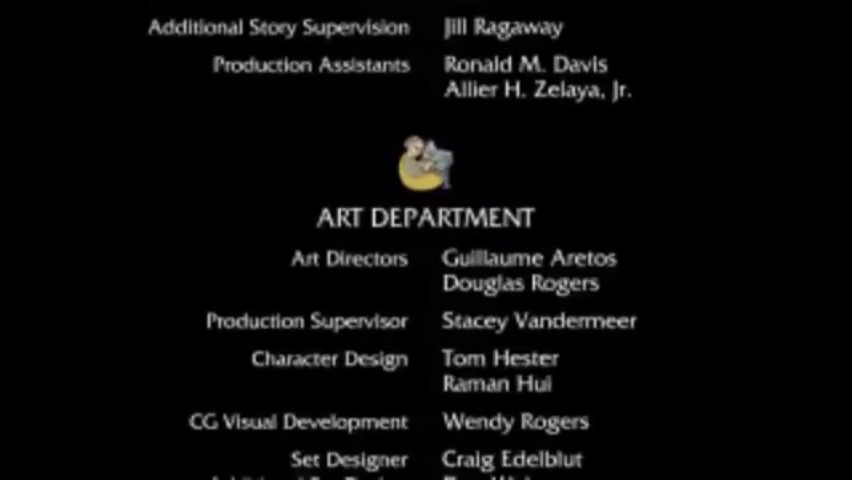 Additional Story Supervision Jill Ragaway
Production Assistants Ronald M. Davis
Allier H. Zelaya, Jr.
ART DEPARTMENT
Art Directors Guillaume Aretos
Douglas Rogers
Production Supervisor Stacey Vandermeer
Character Design Tom Hester
Raman Hui
CG Visual Development Wendy Rogers
Set Designer Craig Edelblut